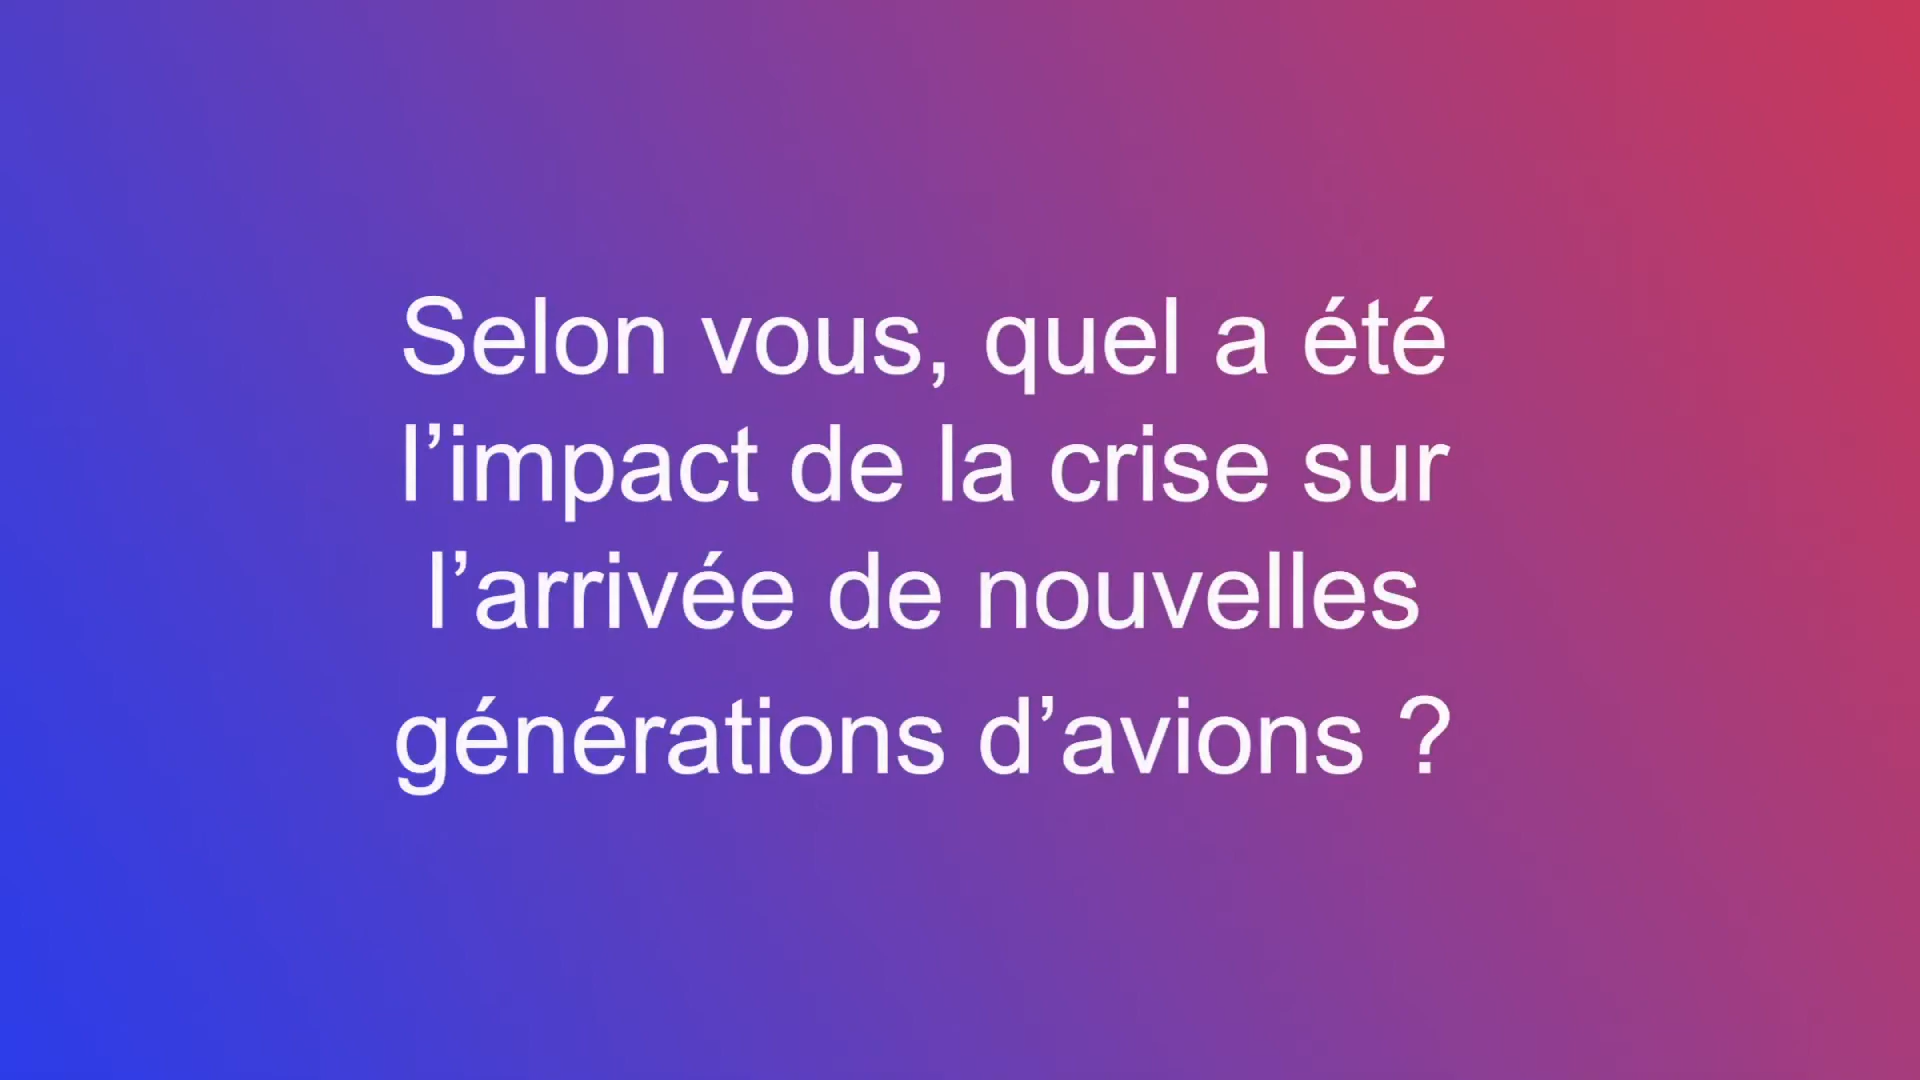 Selon vous, quel a été
l’impact de la crise sur
l’arrivée de nouvelles
générations d’avions ?